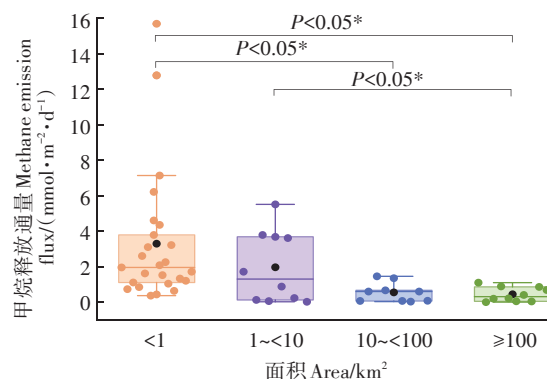 16
14
12
10
8
6
4
2
0
甲烷释放通量 Methane emission
flux/(mmol·m⁻²·d⁻¹)
P<0.05*
P<0.05*
P<0.05*
<1
1~<10
10~<100
≥100
面积 Area/km²